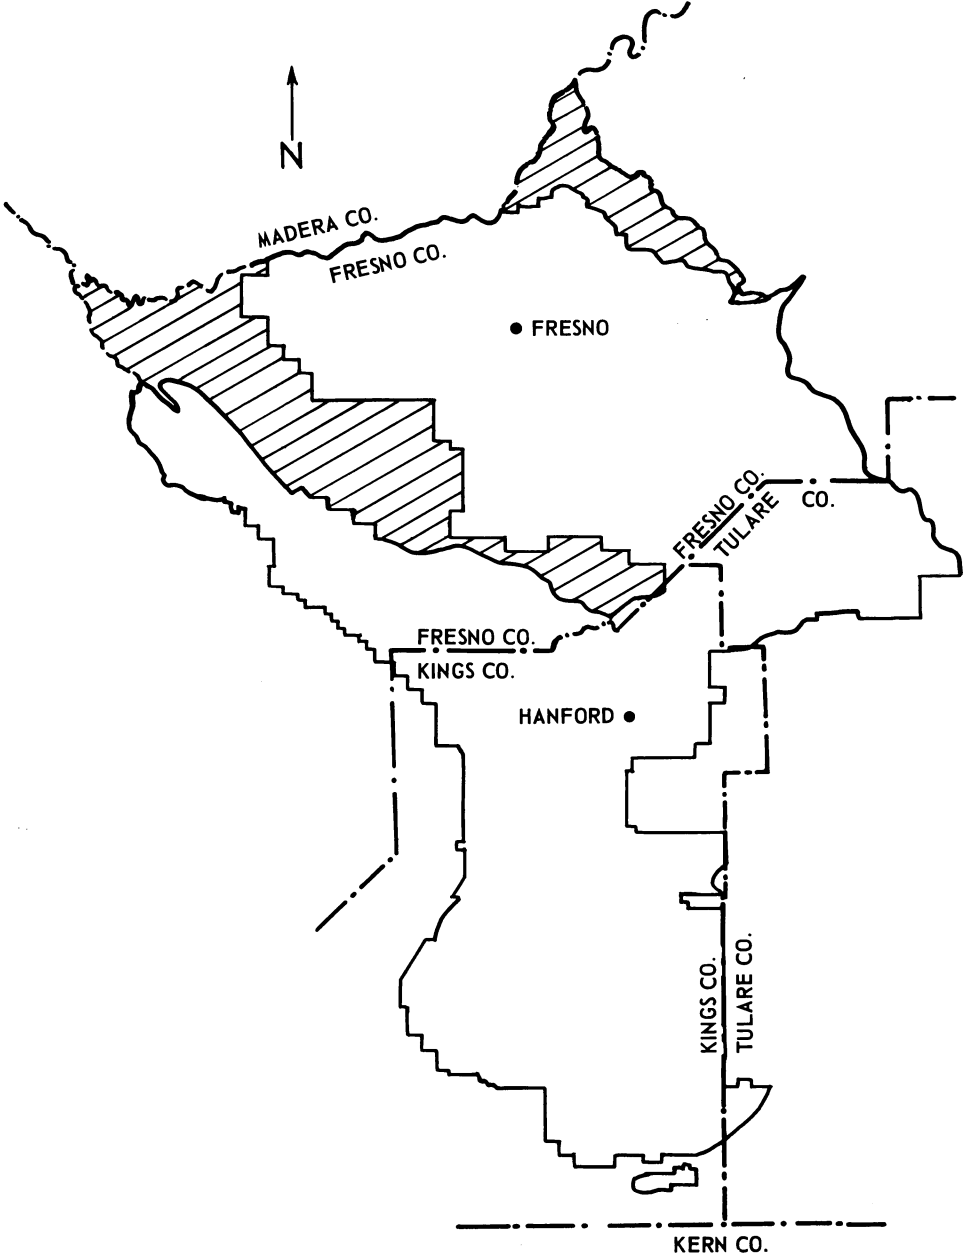 N
MADERA CO.
FRESNO CO.
FRESNO
FRESNO CO.
TULARE CO.
FRESNO CO.
KINGS CO.
HANFORD
KINGS CO.
TULARE CO.
KERN CO.